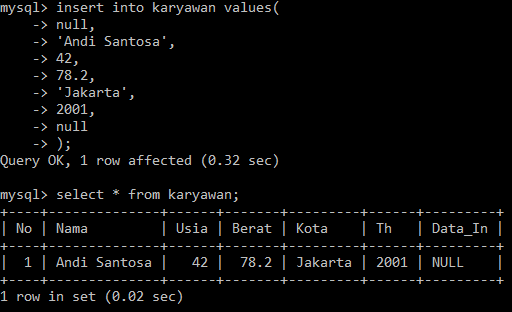 mysql> insert into karyawan values(
    -> null,
    -> 'Andi Santosa',
    -> 42,
    -> 78.2,
    -> 'Jakarta',
    -> 2001,
    -> null
    -> );
Query OK, 1 row affected (0.32 sec)

mysql> select * from karyawan;
+----+--------------+------+-------+---------+------+---------+
| No | Nama         | Usia | Berat | Kota    | Th   | Data_In |
+----+--------------+------+-------+---------+------+---------+
|  1 | Andi Santosa |   42 |  78.2 | Jakarta | 2001 | NULL    |
+----+--------------+------+-------+---------+------+---------+
1 row in set (0.02 sec)